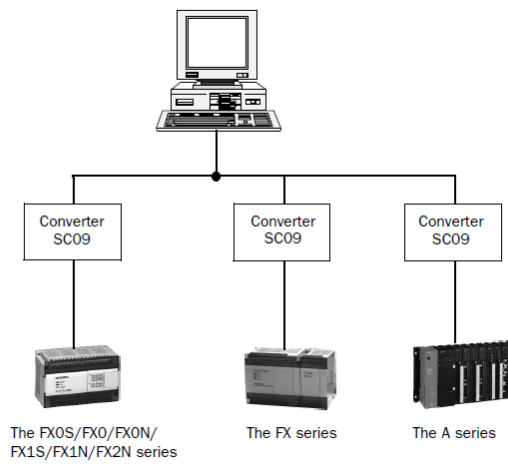 Converter
SC09
Converter
SC09
Converter
SC09
The FX0S/FX0/FX0N/
FX1S/FX1N/FX2N series
The FX series
The A series